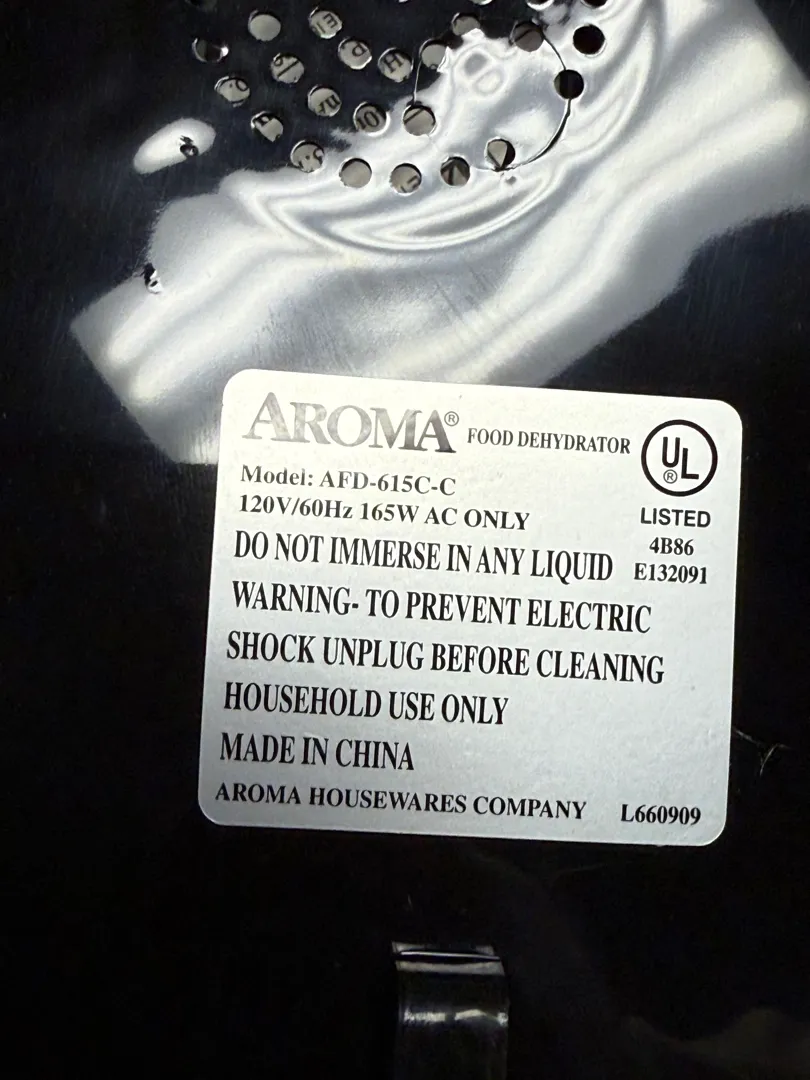 AROMA® FOOD DEHYDRATOR
UL®
LISTED
4B86
E132091
Model: AFD-615C-C
120V/60Hz 165W AC ONLY
DO NOT IMMERSE IN ANY LIQUID
WARNING- TO PREVENT ELECTRIC
SHOCK UNPLUG BEFORE CLEANING
HOUSEHOLD USE ONLY
MADE IN CHINA
AROMA HOUSEWARES COMPANY L660909